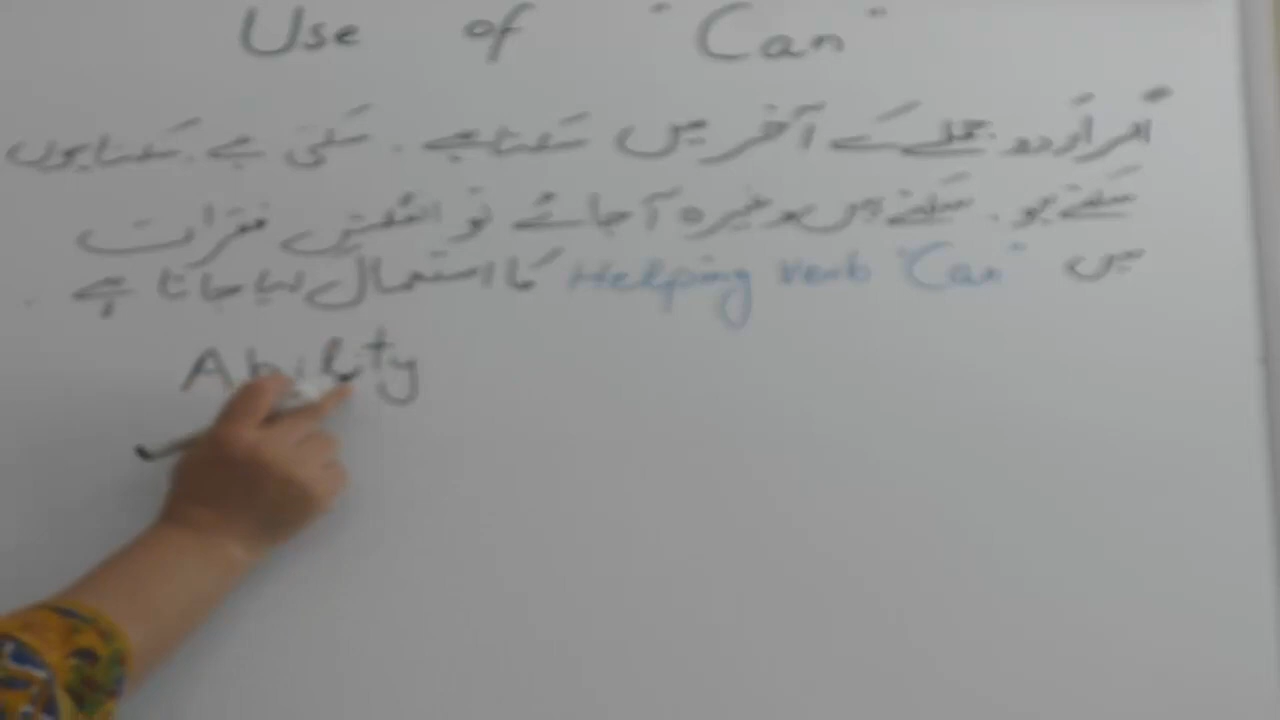 Use of "Can"
اگر اردو جملے کے آخر میں سکتا ہے۔ سکتی ہے۔ سکتا ہوں
سکتے ہو۔ سکتے ہیں وغیرہ آجائے تو انگلش فقرات
میں Helping verb "Can" کا استعمال کیا جاتا ہے۔
Ability